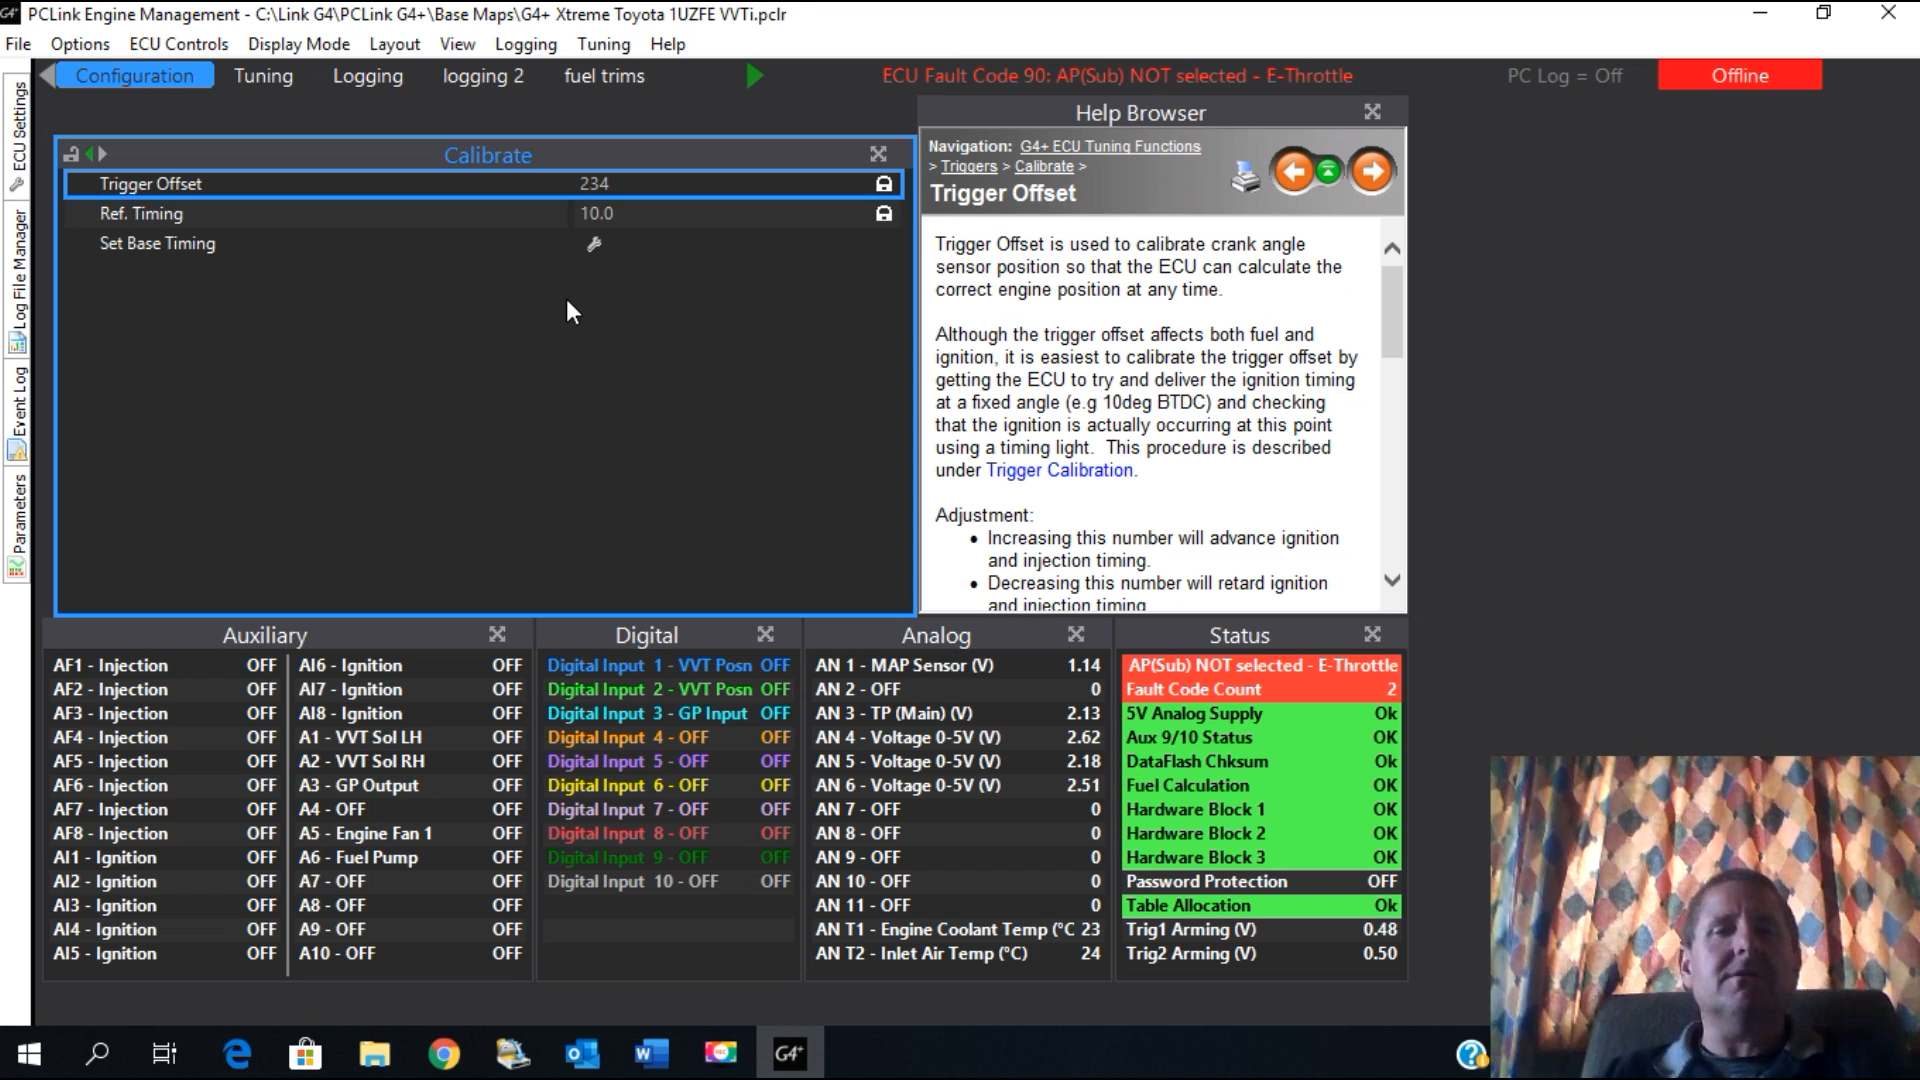 G4+ PCLink Engine Management - C:\Link G4\PCLink G4+\Base Maps\G4+ Xtreme Toyota 1UZFE VVTi.pclr
File Options ECU Controls Display Mode Layout View Logging Tuning Help
Configuration Tuning Logging logging 2 fuel trims ECU Fault Code 90: AP(Sub) NOT selected - E-Throttle PC Log = Off Offline
ECU Settings
Log File Manager
Event Log
Parameters
Calibrate
Trigger Offset 234
Ref. Timing 10.0
Set Base Timing
Help Browser
Navigation: G4+ ECU Tuning Functions
> Triggers > Calibrate >
Trigger Offset
Trigger Offset is used to calibrate crank angle
sensor position so that the ECU can calculate the
correct engine position at any time.
Although the trigger offset affects both fuel and
ignition, it is easiest to calibrate the trigger offset by
getting the ECU to try and deliver the ignition timing
at a fixed angle (e.g 10deg BTDC) and checking
that the ignition is actually occurring at this point
using a timing light. This procedure is described
under Trigger Calibration.
Adjustment:
• Increasing this number will advance ignition
and injection timing.
• Decreasing this number will retard ignition
and injection timing
Auxiliary
AF1 - Injection OFF
AF2 - Injection OFF
AF3 - Injection OFF
AF4 - Injection OFF
AF5 - Injection OFF
AF6 - Injection OFF
AF7 - Injection OFF
AF8 - Injection OFF
AI1 - Ignition OFF
AI2 - Ignition OFF
AI3 - Ignition OFF
AI4 - Ignition OFF
AI5 - Ignition OFF
AI6 - Ignition OFF
AI7 - Ignition OFF
AI8 - Ignition OFF
A1 - VVT Sol LH OFF
A2 - VVT Sol RH OFF
A3 - GP Output OFF
A4 - OFF OFF
A5 - Engine Fan 1 OFF
A6 - Fuel Pump OFF
A7 - OFF OFF
A8 - OFF OFF
A9 - OFF OFF
A10 - OFF OFF
Digital
Digital Input 1 - VVT Posn OFF
Digital Input 2 - VVT Posn OFF
Digital Input 3 - GP Input OFF
Digital Input 4 - OFF OFF
Digital Input 5 - OFF OFF
Digital Input 6 - OFF OFF
Digital Input 7 - OFF OFF
Digital Input 8 - OFF OFF
Digital Input 9 - OFF OFF
Digital Input 10 - OFF OFF
Analog
AN 1 - MAP Sensor (V) 1.14
AN 2 - OFF 0
AN 3 - TP (Main) (V) 2.13
AN 4 - Voltage 0-5V (V) 2.62
AN 5 - Voltage 0-5V (V) 2.18
AN 6 - Voltage 0-5V (V) 2.51
AN 7 - OFF 0
AN 8 - OFF 0
AN 9 - OFF 0
AN 10 - OFF 0
AN 11 - OFF 0
AN T1 - Engine Coolant Temp (°C 23
AN T2 - Inlet Air Temp (°C) 24
Status
AP(Sub) NOT selected - E-Throttle
Fault Code Count 2
5V Analog Supply Ok
Aux 9/10 Status OK
DataFlash Chksum Ok
Fuel Calculation OK
Hardware Block 1 OK
Hardware Block 2 OK
Hardware Block 3 OK
Password Protection OFF
Table Allocation Ok
Trig1 Arming (V) 0.48
Trig2 Arming (V) 0.50
G4+